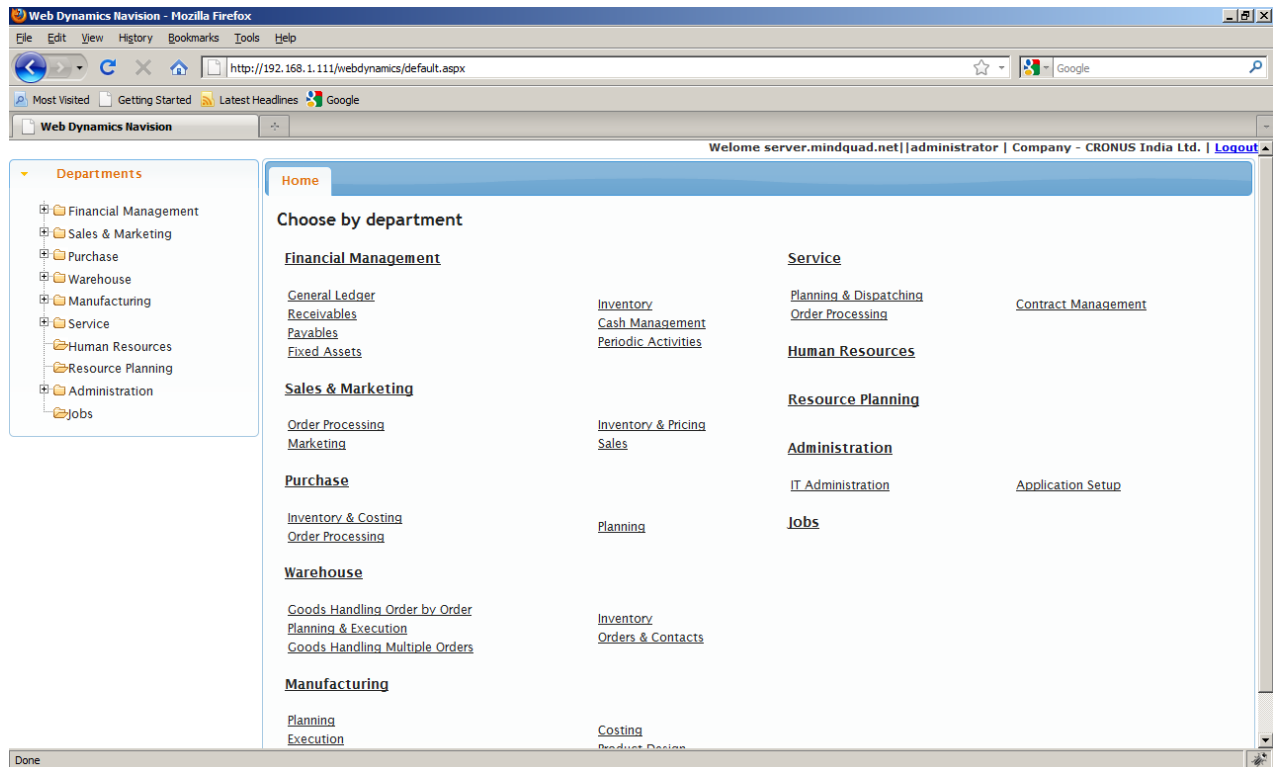 Web Dynamics Navision - Mozilla Firefox
File Edit View History Bookmarks Tools Help
http://192.168.1.111/webdynamics/default.aspx
Google
Most Visited Getting Started Latest Headlines Google
Web Dynamics Navision
Welome server.mindquad.net||administrator | Company - CRONUS India Ltd. | Logout
Departments
Financial Management
Sales & Marketing
Purchase
Warehouse
Manufacturing
Service
Human Resources
Resource Planning
Administration
Jobs
Home
Choose by department
Financial Management
General Ledger
Receivables
Payables
Fixed Assets
Inventory
Cash Management
Periodic Activities
Sales & Marketing
Order Processing
Marketing
Inventory & Pricing
Sales
Purchase
Inventory & Costing
Order Processing
Planning
Warehouse
Goods Handling Order by Order
Planning & Execution
Goods Handling Multiple Orders
Inventory
Orders & Contacts
Manufacturing
Planning
Execution
Costing
Product Design
Service
Planning & Dispatching
Order Processing
Contract Management
Human Resources
Resource Planning
Administration
IT Administration
Application Setup
Jobs
Done